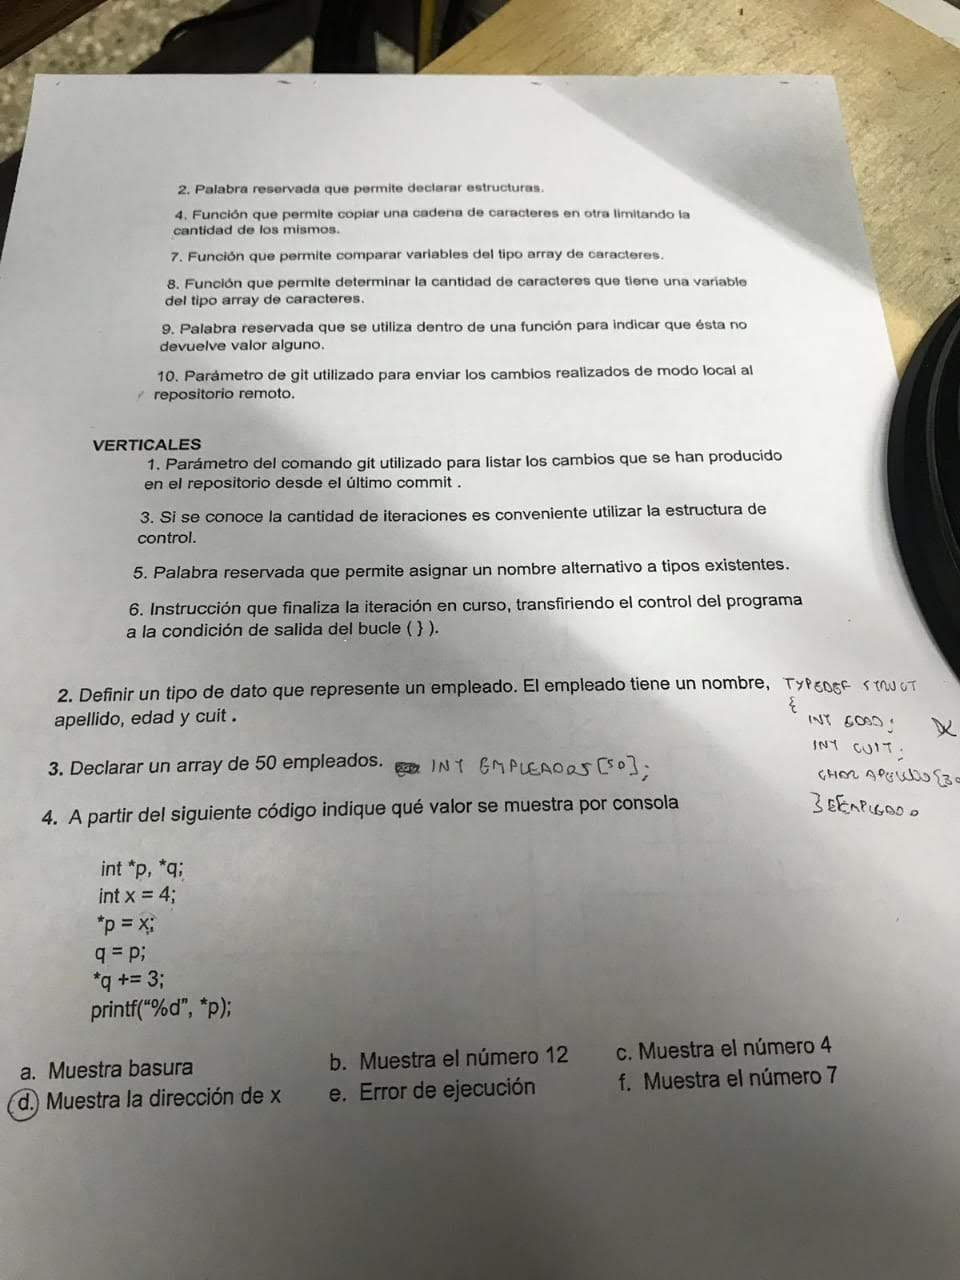 2. Palabra reservada que permite declarar estructuras.
4. Función que permite copiar una cadena de caracteres en otra limitando la
cantidad de los mismos.
7. Función que permite comparar variables del tipo array de caracteres.
8. Función que permite determinar la cantidad de caracteres que tiene una variable
del tipo array de caracteres.
9. Palabra reservada que se utiliza dentro de una función para indicar que ésta no
devuelve valor alguno.
10. Parámetro de git utilizado para enviar los cambios realizados de modo local al
repositorio remoto.
VERTICALES
1. Parámetro del comando git utilizado para listar los cambios que se han producido
en el repositorio desde el último commit .
3. Si se conoce la cantidad de iteraciones es conveniente utilizar la estructura de
control.
5. Palabra reservada que permite asignar un nombre alternativo a tipos existentes.
6. Instrucción que finaliza la iteración en curso, transfiriendo el control del programa
a la condición de salida del bucle ( } ).
2. Definir un tipo de dato que represente un empleado. El empleado tiene un nombre,
apellido, edad y cuit .
TYPEDEF STRUCT
{
INT EDAD;
INT CUIT;
CHAR APELLIDO[30
}
3. Declarar un array de 50 empleados. INT EMPLEADOS[50];
4. A partir del siguiente código indique qué valor se muestra por consola
int *p, *q;
int x = 4;
*p = x;
q = p;
*q += 3;
printf(“%d”, *p);
a. Muestra basura b. Muestra el número 12 c. Muestra el número 4
d. Muestra la dirección de x e. Error de ejecución f. Muestra el número 7